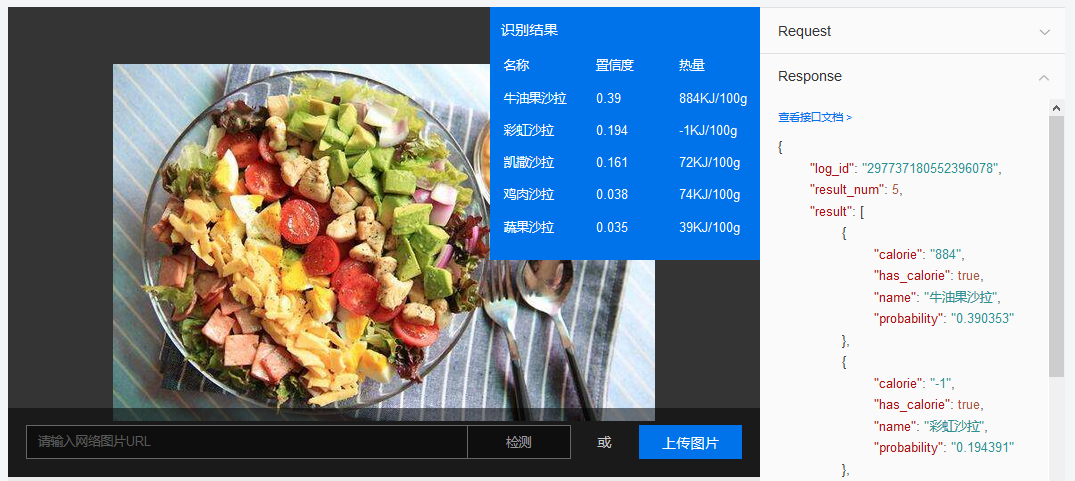 识别结果
名称 置信度 热量
牛油果沙拉 0.39 884KJ/100g
彩虹沙拉 0.194 -1KJ/100g
凯撒沙拉 0.161 72KJ/100g
鸡肉沙拉 0.038 74KJ/100g
蔬果沙拉 0.035 39KJ/100g
请输入网络图片URL 检测 或 上传图片
Request
Response
查看接口文档 >
{
"log_id": "297737180552396078",
"result_num": 5,
"result": [
{
"calorie": "884",
"has_calorie": true,
"name": "牛油果沙拉",
"probability": "0.390353"
},
{
"calorie": "-1",
"has_calorie": true,
"name": "彩虹沙拉",
"probability": "0.194391"
},